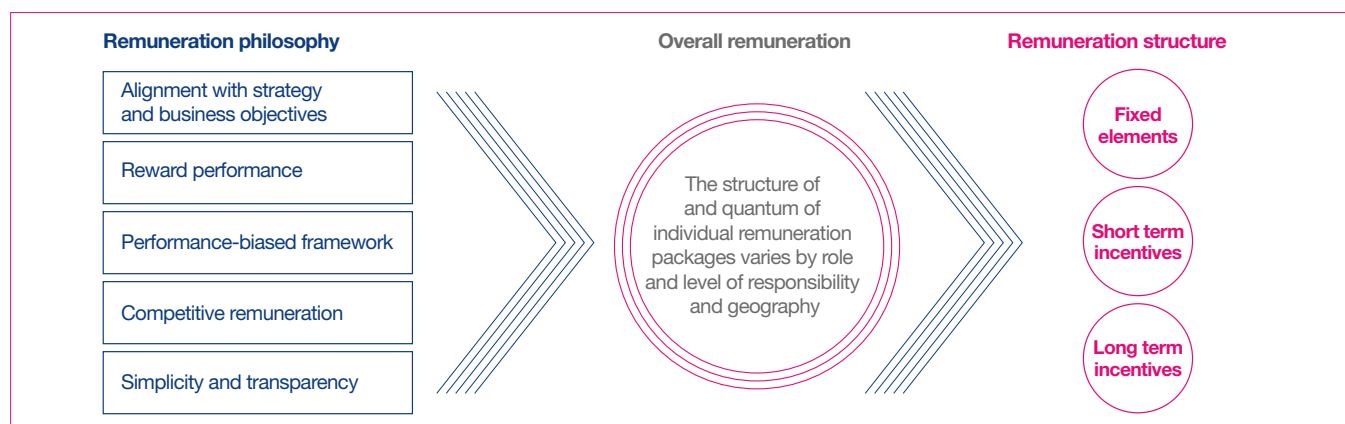 Remuneration philosophy
Alignment with strategy
and business objectives
Reward performance
Performance-biased framework
Competitive remuneration
Simplicity and transparency
Overall remuneration
The structure of
and quantum of
individual remuneration
packages varies by role
and level of responsibility
and geography
Remuneration structure
Fixed
elements
Short term
incentives
Long term
incentives